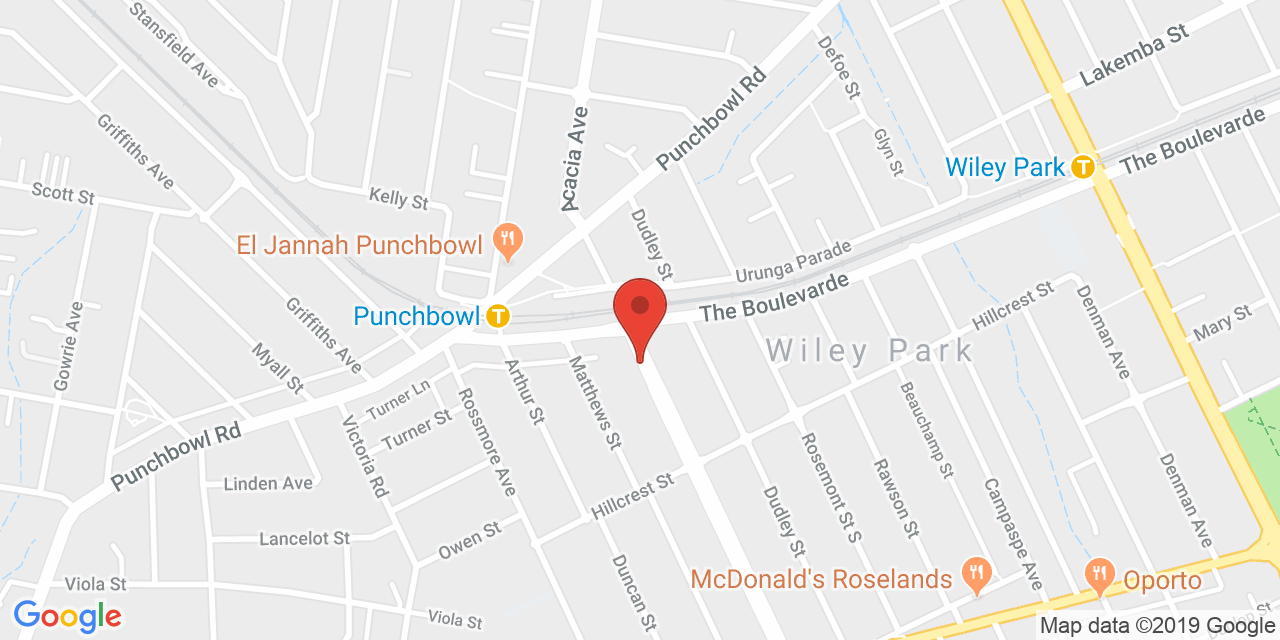 Stansfield Ave
Griffiths Ave
Scott St
Kelly St
Acacia Ave
Punchbowl Rd
Defoe St
Glyn St
Lakemba St
The Boulevarde
Wiley Park
El Jannah Punchbowl
Dudley St
Urunga Parade
The Boulevarde
Punchbowl
Hillcrest St
Denman Ave
Mary St
Gowrie Ave
Griffiths Ave
Myall St
Wiley Park
Turner Ln
Turner St
Arthur St
Matthews St
Rossmore Ave
Victoria Rd
Punchbowl Rd
Beauchamp St
Rosemont St S
Rawson St
Campaspe Ave
Denman Ave
Linden Ave
Hillcrest St
Dudley St
Lancelot St
Owen St
Duncan St
McDonald's Roselands
Oporto
Viola St
Viola St
Google
Map data ©2019 Google